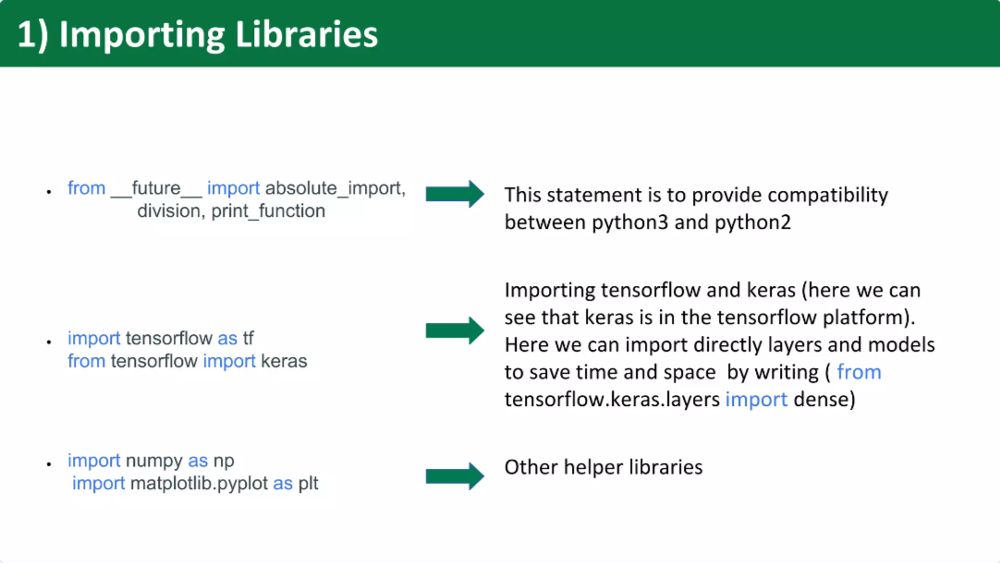 1) Importing Libraries
• from __future__ import absolute_import,
division, print_function
This statement is to provide compatibility
between python3 and python2
• import tensorflow as tf
from tensorflow import keras
Importing tensorflow and keras (here we can
see that keras is in the tensorflow platform).
Here we can import directly layers and models
to save time and space by writing ( from
tensorflow.keras.layers import dense)
• import numpy as np
import matplotlib.pyplot as plt
Other helper libraries